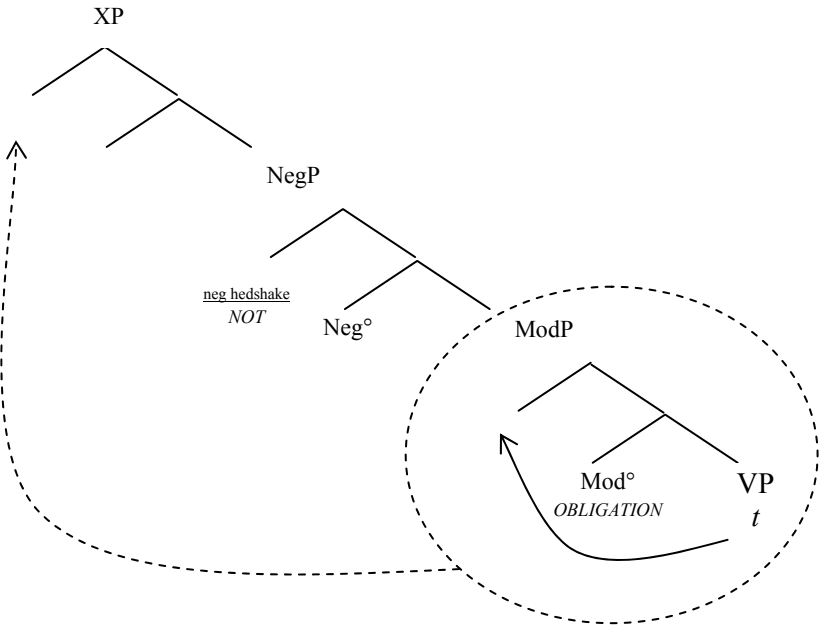 XP
NegP
neg hedshake
NOT
Neg°
ModP
Mod°
OBLIGATION
VP
t